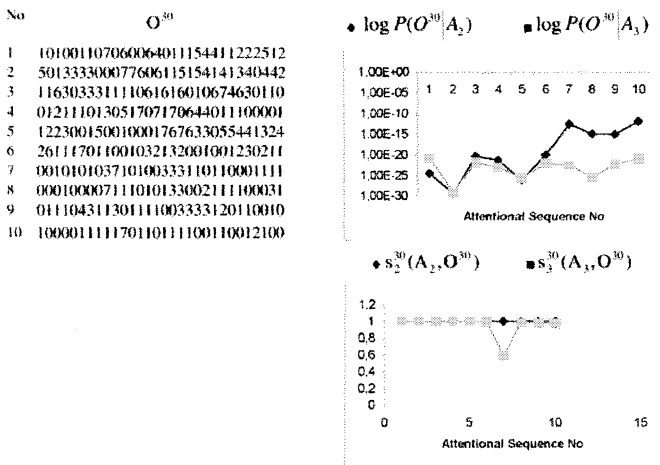 No O³⁰
1 101001107060064011154411222512
2 501333300077606115154141340442
3 116303331111061616010674630110
4 012111013051707170644011100001
5 122300150010001767633055441324
6 261117011001032132001001230211
7 001010103710100333110110001111
8 000100007111010133002111100031
9 011104311301111003333120110010
10 100001111117011011110011001 2100
◆ log P(O³⁰|A₂) ■ log P(O³⁰|A₃)
1,00E+00
1,00E-05
1 2 3 4 5 6 7 8 9 10
1,00E-10
1,00E-15
1,00E-20
1,00E-25
1,00E-30
Attentional Sequence No
◆ s₂³⁰(A₂,O³⁰) ■ s₃³⁰(A₃,O³⁰)
1,2
1
0,8
0,6
0,4
0,2
0
0 5 10 15
Attentional Sequence No